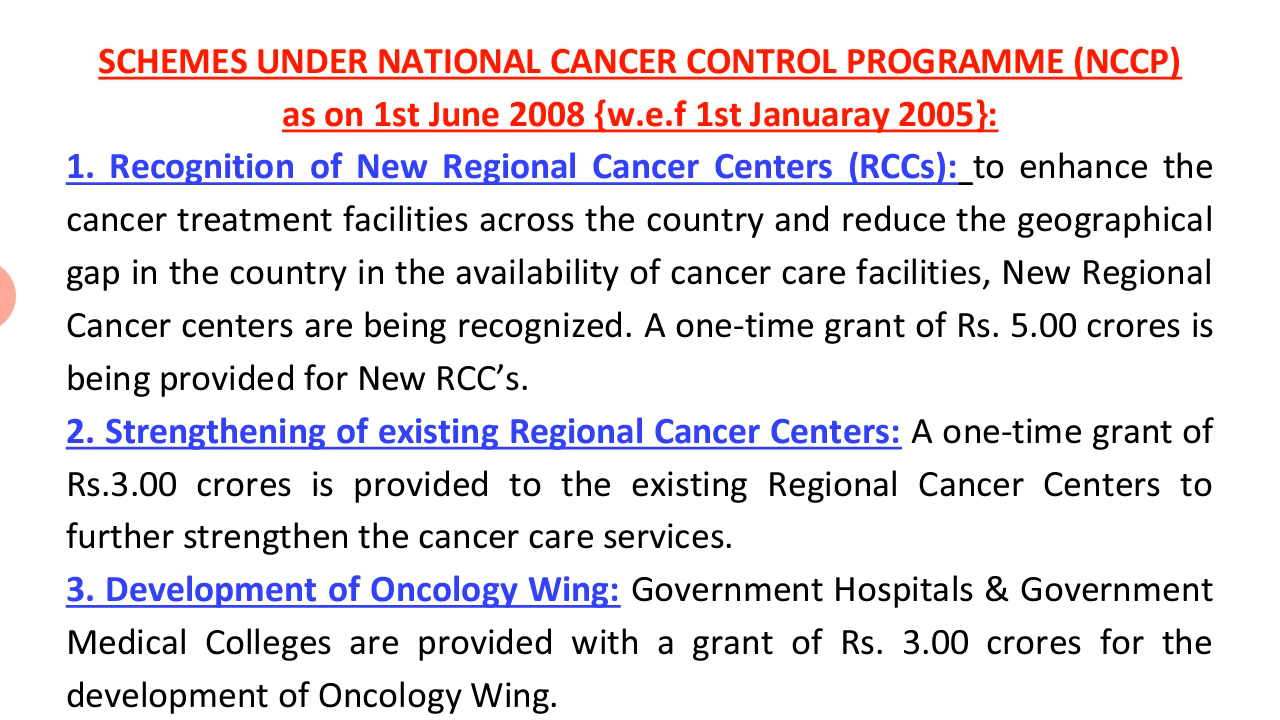 SCHEMES UNDER NATIONAL CANCER CONTROL PROGRAMME (NCCP)
as on 1st June 2008 {w.e.f 1st Januaray 2005}:
1. Recognition of New Regional Cancer Centers (RCCs): to enhance the
cancer treatment facilities across the country and reduce the geographical
gap in the country in the availability of cancer care facilities, New Regional
Cancer centers are being recognized. A one-time grant of Rs. 5.00 crores is
being provided for New RCC’s.
2. Strengthening of existing Regional Cancer Centers: A one-time grant of
Rs.3.00 crores is provided to the existing Regional Cancer Centers to
further strengthen the cancer care services.
3. Development of Oncology Wing: Government Hospitals & Government
Medical Colleges are provided with a grant of Rs. 3.00 crores for the
development of Oncology Wing.